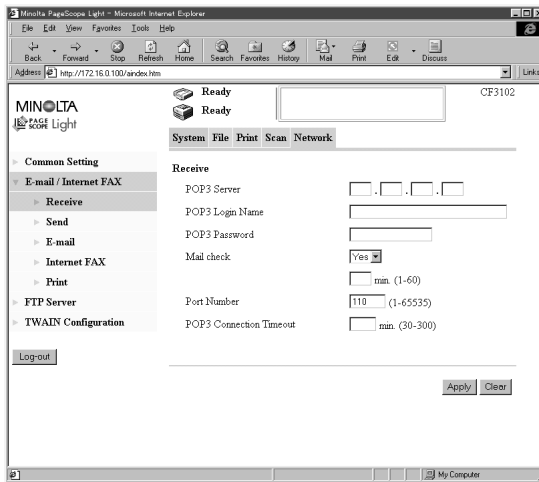 Minolta PageScope Light - Microsoft Internet Explorer
File Edit View Favorites Tools Help
Back Forward Stop Refresh Home Search Favorites History Mail Print Edit Discuss
Address http://172.16.0.100/aindex.htm Links
MINOLTA
PAGE SCOPE Light
Ready
Ready
CF3102
System File Print Scan Network
Common Setting
E-mail / Internet FAX
Receive
Send
E-mail
Internet FAX
Print
FTP Server
TWAIN Configuration
Log-out
Receive
POP3 Server . . .
POP3 Login Name
POP3 Password
Mail check Yes
min. (1-60)
Port Number 110 (1-65535)
POP3 Connection Timeout min. (30-300)
Apply Clear
My Computer